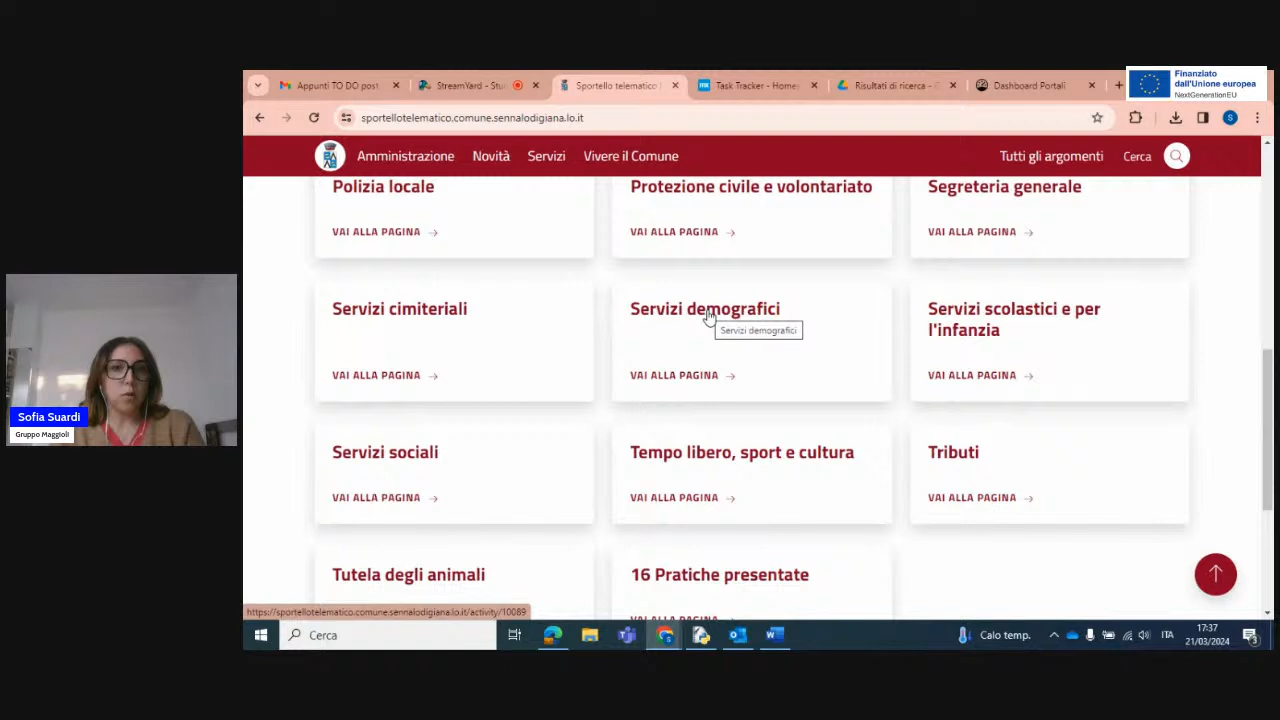 Appunti TO DO post
StreamYard - Stu
Sportello telematico
Task Tracker - Home
Risultati di ricerca - G
Dashboard Portali
Finanziato
dall'Unione europea
NextGenerationEU
sportellotelematico.comune.sennalodigiana.lo.it
S
Amministrazione
Novità
Servizi
Vivere il Comune
Tutti gli argomenti
Cerca
Polizia locale
Protezione civile e volontariato
Segreteria generale
VAI ALLA PAGINA
VAI ALLA PAGINA
VAI ALLA PAGINA
Servizi cimiteriali
Servizi demografici
Servizi scolastici e per
l'infanzia
Servizi demografici
VAI ALLA PAGINA
VAI ALLA PAGINA
VAI ALLA PAGINA
Sofia Suardi
Gruppo Maggioli
Servizi sociali
Tempo libero, sport e cultura
Tributi
VAI ALLA PAGINA
VAI ALLA PAGINA
VAI ALLA PAGINA
Tutela degli animali
16 Pratiche presentate
VAI ALLA PAGINA
https://sportellotelematico.comune.sennalodigiana.lo.it/activity/10089
Cerca
Calo temp.
ITA
17:37
21/03/2024
3